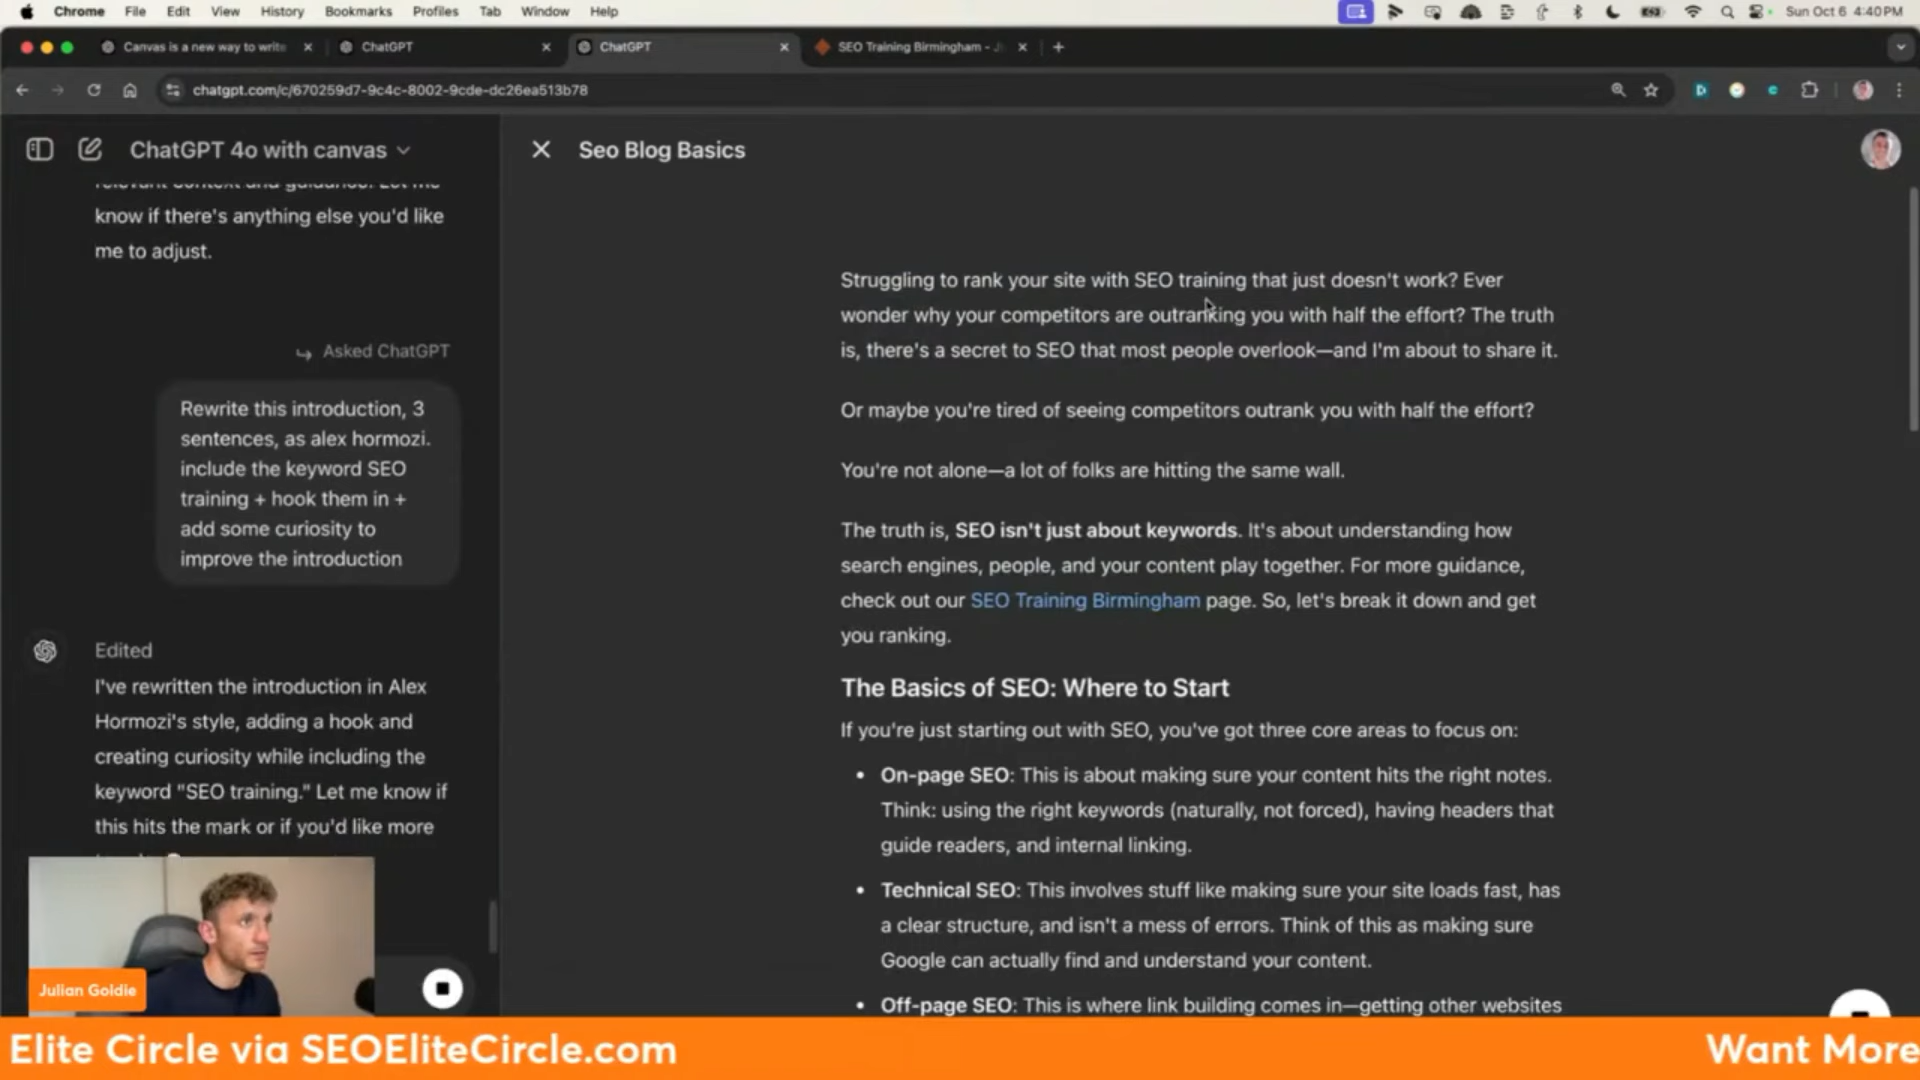 Chrome File Edit View History Bookmarks Profiles Tab Window Help
Sun Oct 6 4:40 PM
Canvas is a new way to write
ChatGPT
ChatGPT
SEO Training Birmingham -
chatgpt.com/c/670259d7-9c4c-8002-9cde-dc26ea513b78
ChatGPT 4o with canvas
relevant context and guidance. Let me
know if there's anything else you'd like
me to adjust.
Asked ChatGPT
Rewrite this introduction, 3
sentences, as alex hormozi.
include the keyword SEO
training + hook them in +
add some curiosity to
improve the introduction
Edited
I've rewritten the introduction in Alex
Hormozi's style, adding a hook and
creating curiosity while including the
keyword "SEO training." Let me know if
this hits the mark or if you'd like more
Julian Goldie
Seo Blog Basics
Struggling to rank your site with SEO training that just doesn't work? Ever
wonder why your competitors are outranking you with half the effort? The truth
is, there's a secret to SEO that most people overlook—and I'm about to share it.
Or maybe you're tired of seeing competitors outrank you with half the effort?
You're not alone—a lot of folks are hitting the same wall.
The truth is, SEO isn't just about keywords. It's about understanding how
search engines, people, and your content play together. For more guidance,
check out our SEO Training Birmingham page. So, let's break it down and get
you ranking.
The Basics of SEO: Where to Start
If you're just starting out with SEO, you've got three core areas to focus on:
• On-page SEO: This is about making sure your content hits the right notes.
Think: using the right keywords (naturally, not forced), having headers that
guide readers, and internal linking.
• Technical SEO: This involves stuff like making sure your site loads fast, has
a clear structure, and isn't a mess of errors. Think of this as making sure
Google can actually find and understand your content.
• Off-page SEO: This is where link building comes in—getting other websites
Elite Circle via SEOEliteCircle.com
Want More